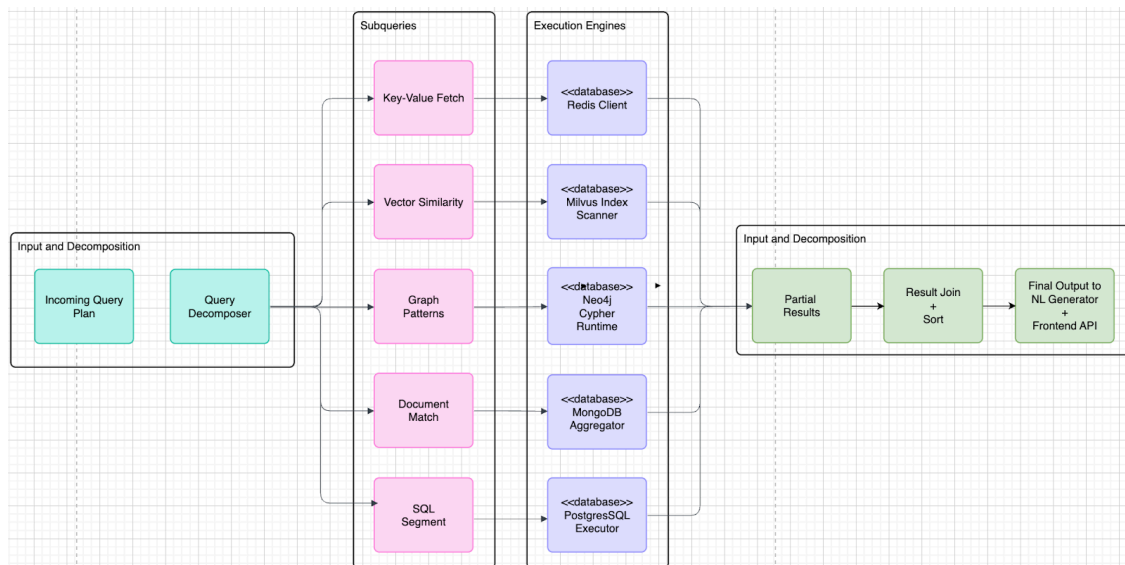 Subqueries
Execution Engines
Key-Value Fetch
<<database>>
Redis Client
Vector Similarity
<<database>>
Milvus Index
Scanner
Input and Decomposition
Incoming Query
Plan
Query
Decomposer
Graph
Patterns
<<database>>
Neo4j
Cypher
Runtime
Input and Decomposition
Partial
Results
Result Join
+
Sort
Final Output to
NL Generator
+
Frontend API
Document
Match
<<database>>
MongoDB
Aggregator
SQL
Segment
<<database>>
PostgresSQL
Executor